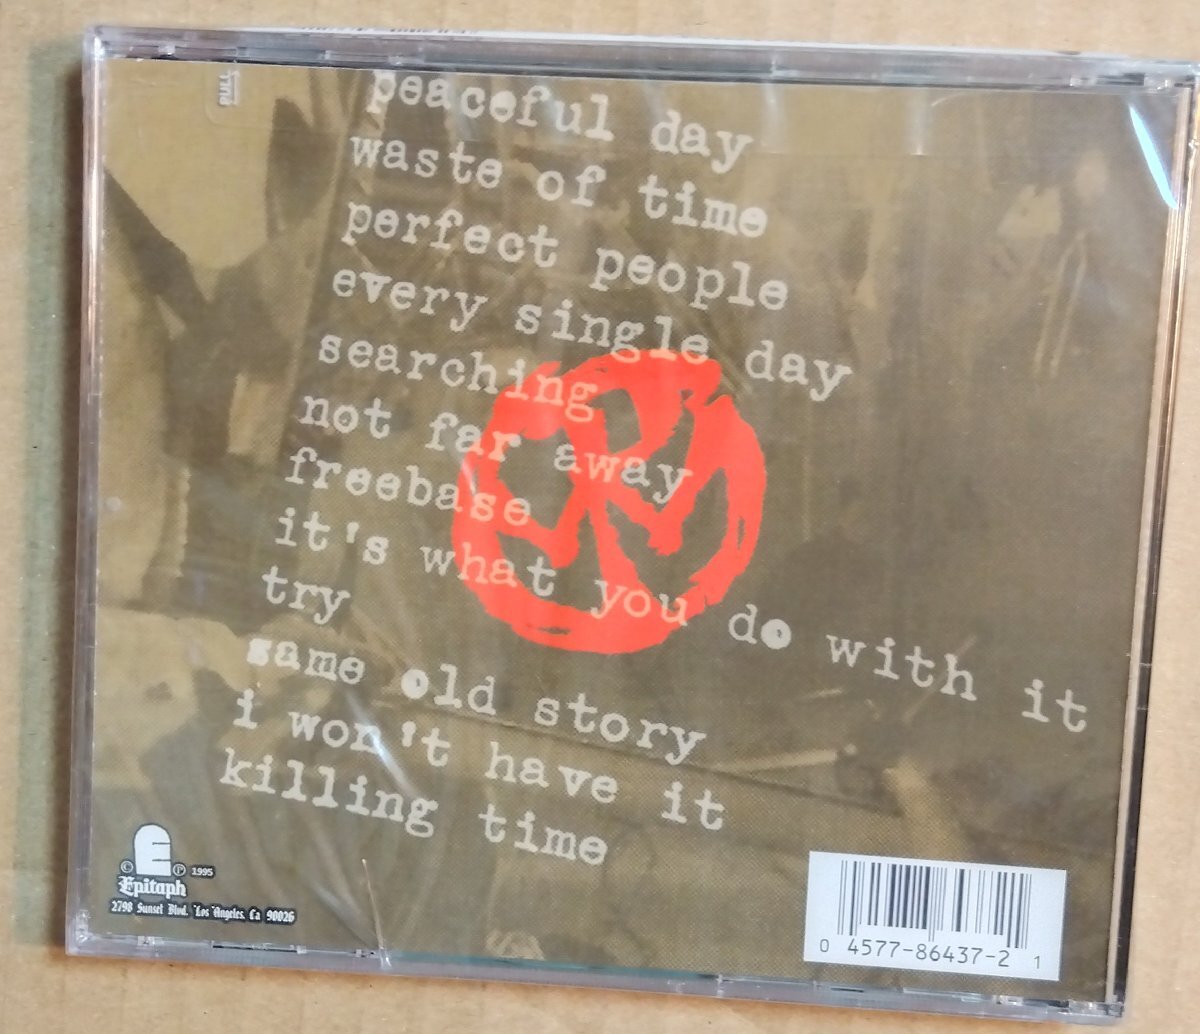 PULL
peaceful day
waste of time
perfect people
every single day
searching
not far away
freebase
it's what you do with it
try
same old story
i won't have it
killing time
© ℗ 1995
Epitaph
2798 Sunset Blvd. Los Angeles, Ca 90026
0 4577-86437-2 1